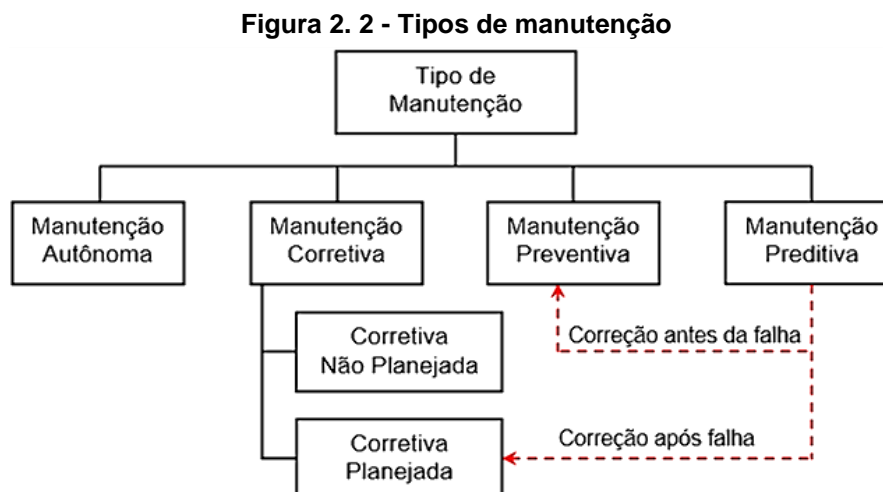 Figura 2. 2 - Tipos de manutenção
Tipo de
Manutenção
Manutenção
Autônoma
Manutenção
Corretiva
Manutenção
Preventiva
Manutenção
Preditiva
Corretiva
Não Planejada
Correção antes da falha
Corretiva
Planejada
Correção após falha